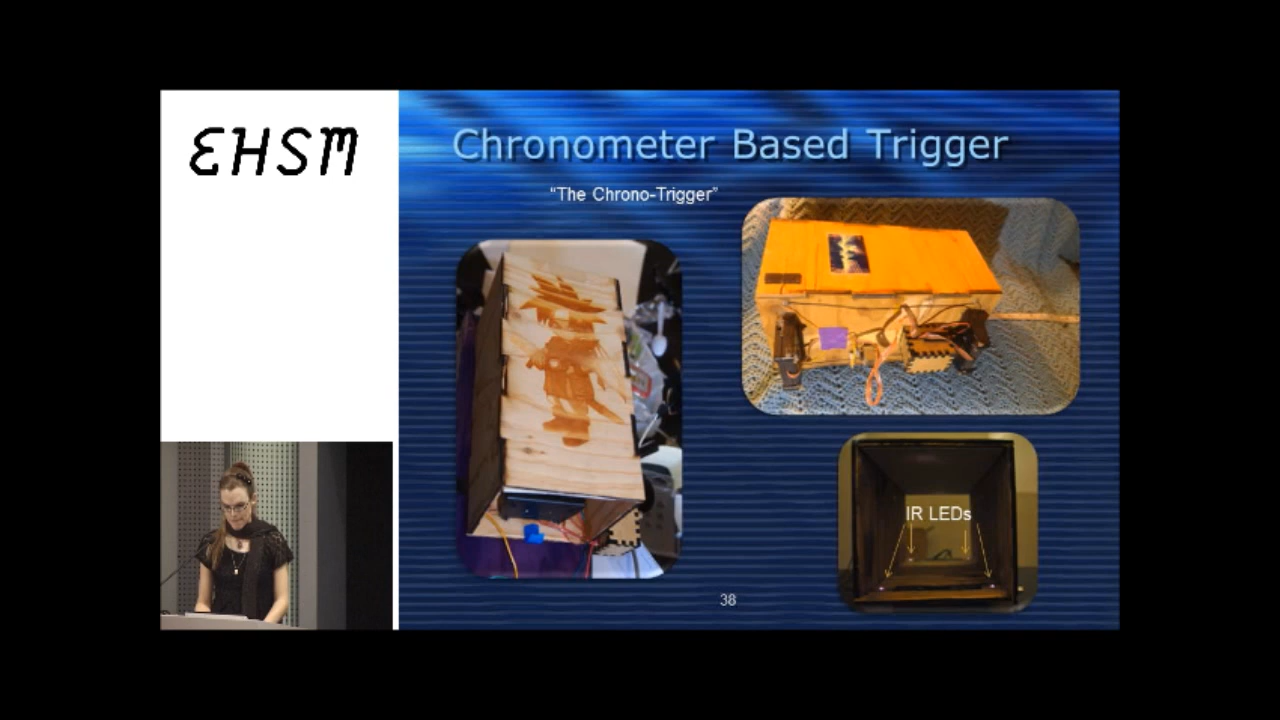 EHSM
Chronometer Based Trigger
"The Chrono-Trigger"
IR LEDs
38